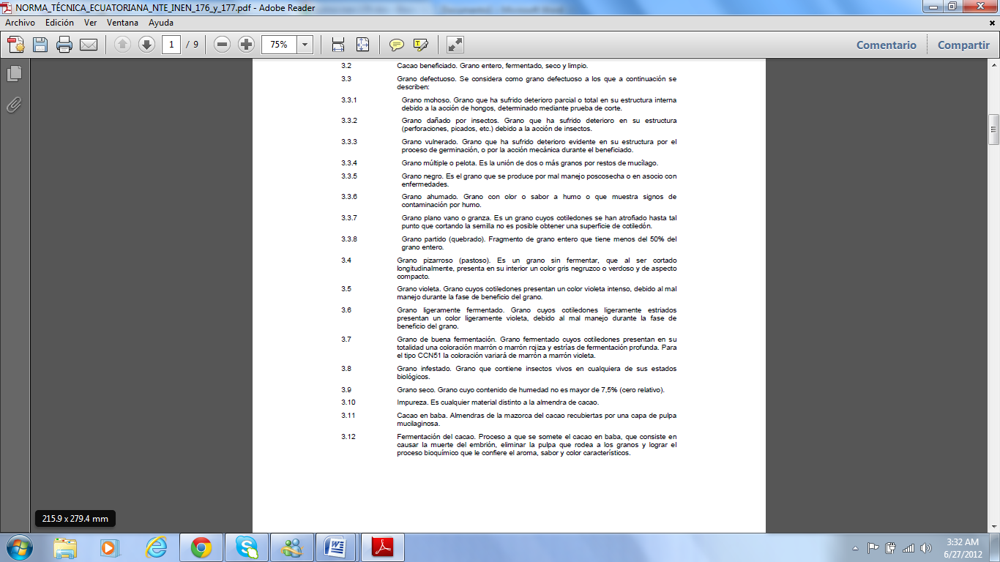 NORMA_TÉCNICA_ECUATORIANA_NTE_INEN_176_y_177.pdf - Adobe Reader
Archivo Edición Ver Ventana Ayuda
1 / 9 75% Comentario Compartir
3.2 Cacao beneficiado. Grano entero, fermentado, seco y limpio.
3.3 Grano defectuoso. Se considera como grano defectuoso a los que a continuación se
describen:
3.3.1 Grano mohoso. Grano que ha sufrido deterioro parcial o total en su estructura interna
debido a la acción de hongos, determinado mediante prueba de corte.
3.3.2 Grano dañado por insectos. Grano que ha sufrido deterioro en su estructura
(perforaciones, picados, etc.) debido a la acción de insectos.
3.3.3 Grano vulnerado. Grano que ha sufrido deterioro evidente en su estructura por el
proceso de germinación, o por la acción mecánica durante el beneficiado.
3.3.4 Grano múltiple o pelota. Es la unión de dos o más granos por restos de mucílago.
3.3.5 Grano negro. Es el grano que se produce por mal manejo poscosecha o en asocio con
enfermedades.
3.3.6 Grano ahumado. Grano con olor o sabor a humo o que muestra signos de
contaminación por humo.
3.3.7 Grano plano vano o granza. Es un grano cuyos cotiledones se han atrofiado hasta tal
punto que cortando la semilla no es posible obtener una superficie de cotiledón.
3.3.8 Grano partido (quebrado). Fragmento de grano entero que tiene menos del 50% del
grano entero.
3.4 Grano pizarroso (pastoso). Es un grano sin fermentar, que al ser cortado
longitudinalmente, presenta en su interior un color gris negruzco o verdoso y de aspecto
compacto.
3.5 Grano violeta. Grano cuyos cotiledones presentan un color violeta intenso, debido al mal
manejo durante la fase de beneficio del grano.
3.6 Grano ligeramente fermentado. Grano cuyos cotiledones ligeramente estriados
presentan un color ligeramente violeta, debido al mal manejo durante la fase de
beneficio del grano.
3.7 Grano de buena fermentación. Grano fermentado cuyos cotiledones presentan en su
totalidad una coloración marrón o marrón rojiza y estrías de fermentación profunda. Para
el tipo CCN51 la coloración variará de marrón a marrón violeta.
3.8 Grano infestado. Grano que contiene insectos vivos en cualquiera de sus estados
biológicos.
3.9 Grano seco. Grano cuyo contenido de humedad no es mayor de 7,5% (cero relativo).
3.10 Impureza. Es cualquier material distinto a la almendra de cacao.
3.11 Cacao en baba. Almendras de la mazorca del cacao recubiertas por una capa de pulpa
mucilaginosa.
3.12 Fermentación del cacao. Proceso a que se somete el cacao en baba, que consiste en
causar la muerte del embrión, eliminar la pulpa que rodea a los granos y lograr el
proceso bioquímico que le confiere el aroma, sabor y color característicos.
215.9 x 279.4 mm
3:32 AM
6/27/2012